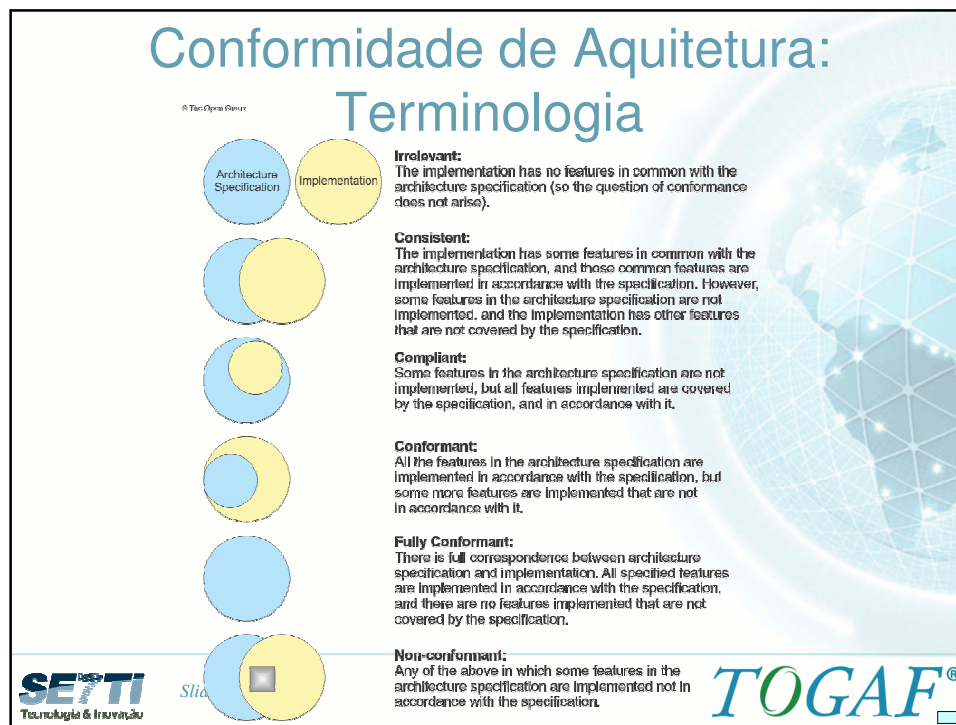 Conformidade de Aquitetura:
Terminologia
© The Open Group
Architecture
Specification
Implementation
Irrelevant:
The implementation has no features in common with the
architecture specification (so the question of conformance
does not arise).
Consistent:
The implementation has some features in common with the
architecture specification, and those common features are
implemented in accordance with the specification. However,
some features in the architecture specification are not
implemented, and the implementation has other features
that are not covered by the specification.
Compliant:
Some features in the architecture specification are not
implemented, but all features implemented are covered
by the specification, and in accordance with it.
Conformant:
All the features in the architecture specification are
implemented in accordance with the specification, but
some more features are implemented that are not
in accordance with it.
Fully Conformant:
There is full correspondence between architecture
specification and implementation. All specified features
are implemented in accordance with the specification,
and there are no features implemented that are not
covered by the specification.
Non-conformant:
Any of the above in which some features in the
architecture specification are implemented not in
accordance with the specification.
SETTI
Tecnologia & Inovação
Slid
TOGAF®